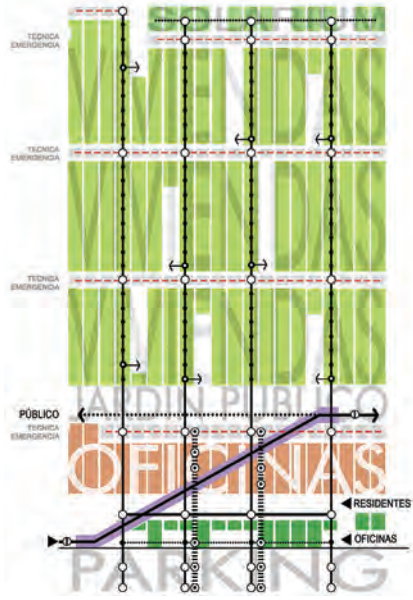 TECNICA
EMERGENCIA
VIVIENDAS
TECNICA
EMERGENCIA
VIVIENDAS
TECNICA
EMERGENCIA
VIVIENDAS
JARDIN PUBLICO
PÚBLICO
TECNICA
EMERGENCIA
OFICINAS
RESIDENTES
OFICINAS
PARKING